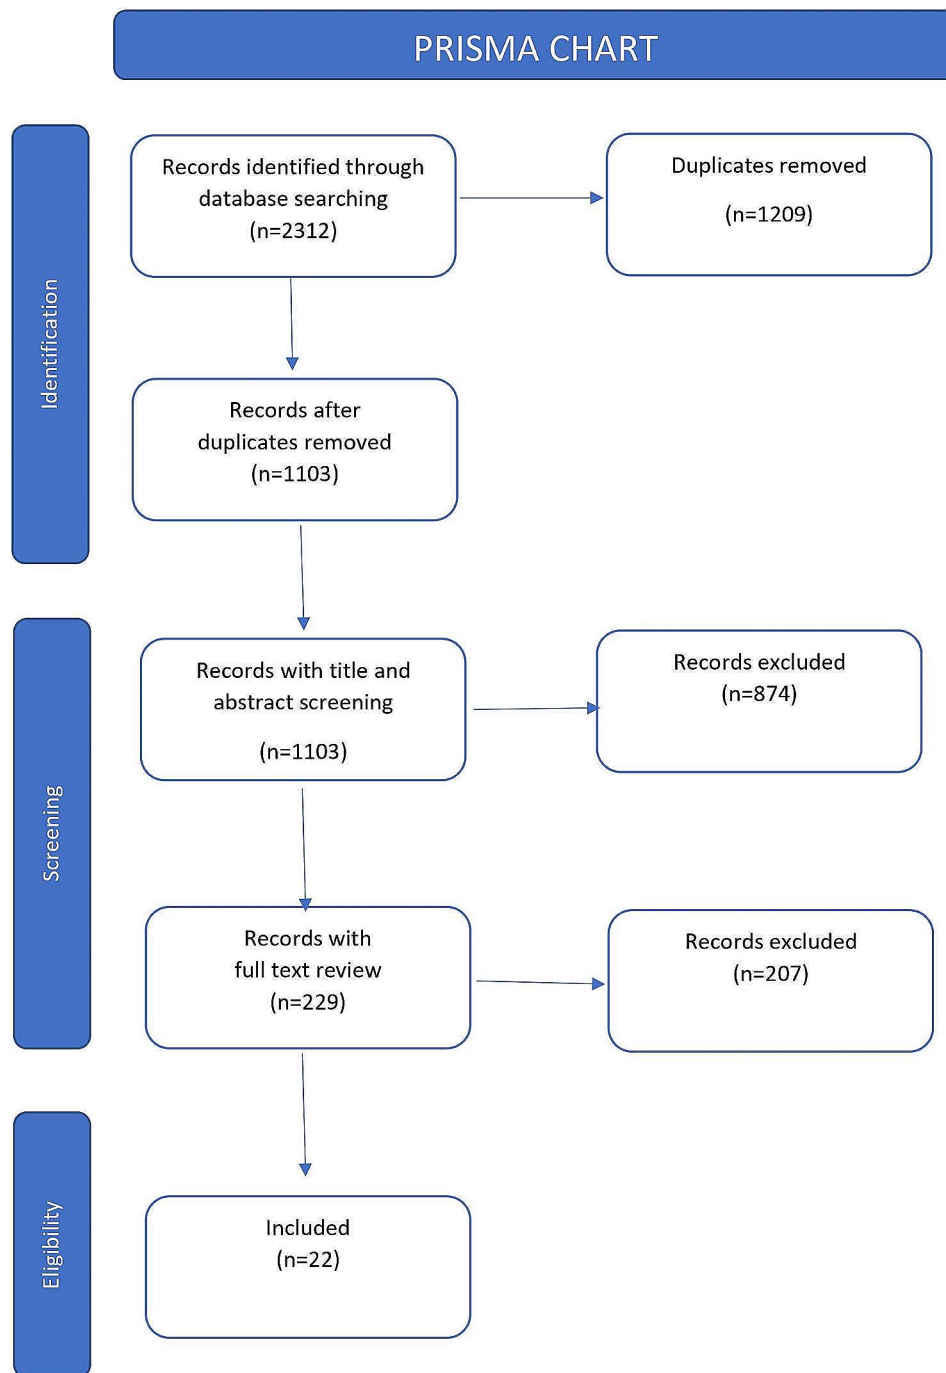 PRISMA CHART
Identification
Records identified through
database searching
(n=2312)
Duplicates removed
(n=1209)
Records after
duplicates removed
(n=1103)
Screening
Records with title and
abstract screening
(n=1103)
Records excluded
(n=874)
Records with
full text review
(n=229)
Records excluded
(n=207)
Eligibility
Included
(n=22)